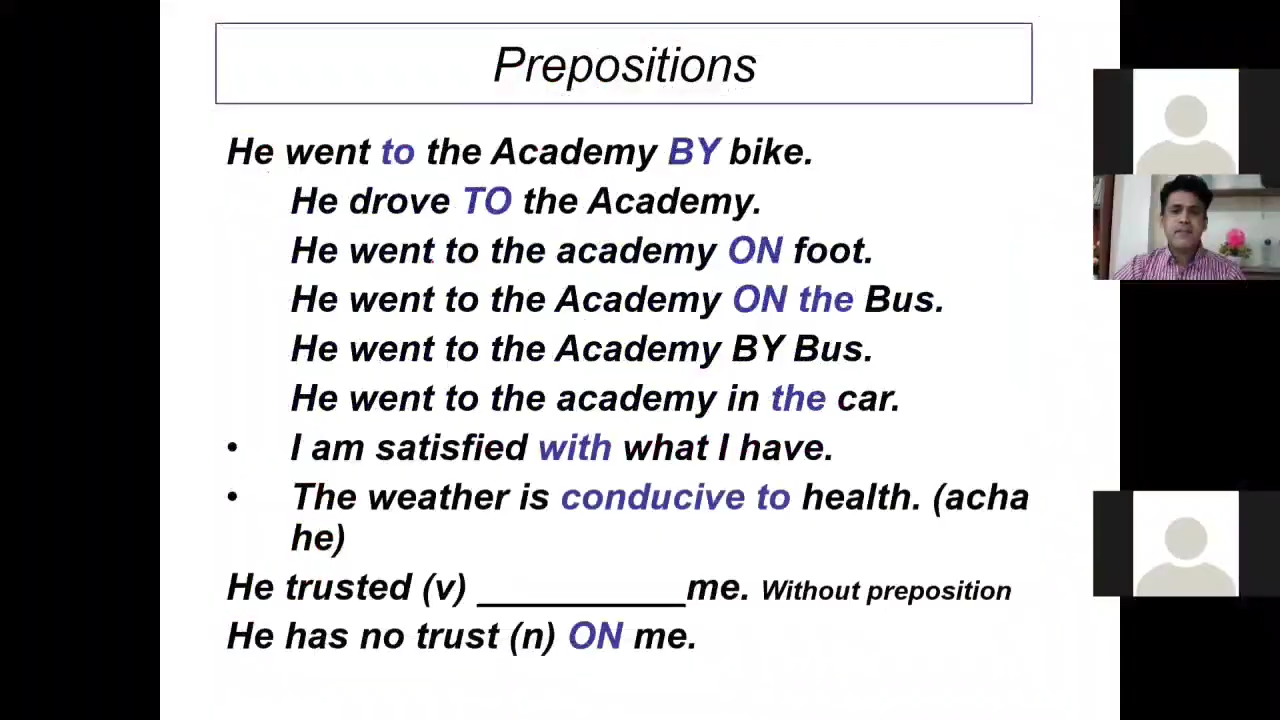 Prepositions
He went to the Academy BY bike.
He drove TO the Academy.
He went to the academy ON foot.
He went to the Academy ON the Bus.
He went to the Academy BY Bus.
He went to the academy in the car.
• I am satisfied with what I have.
• The weather is conducive to health. (acha
he)
He trusted (v) __________me. Without preposition
He has no trust (n) ON me.